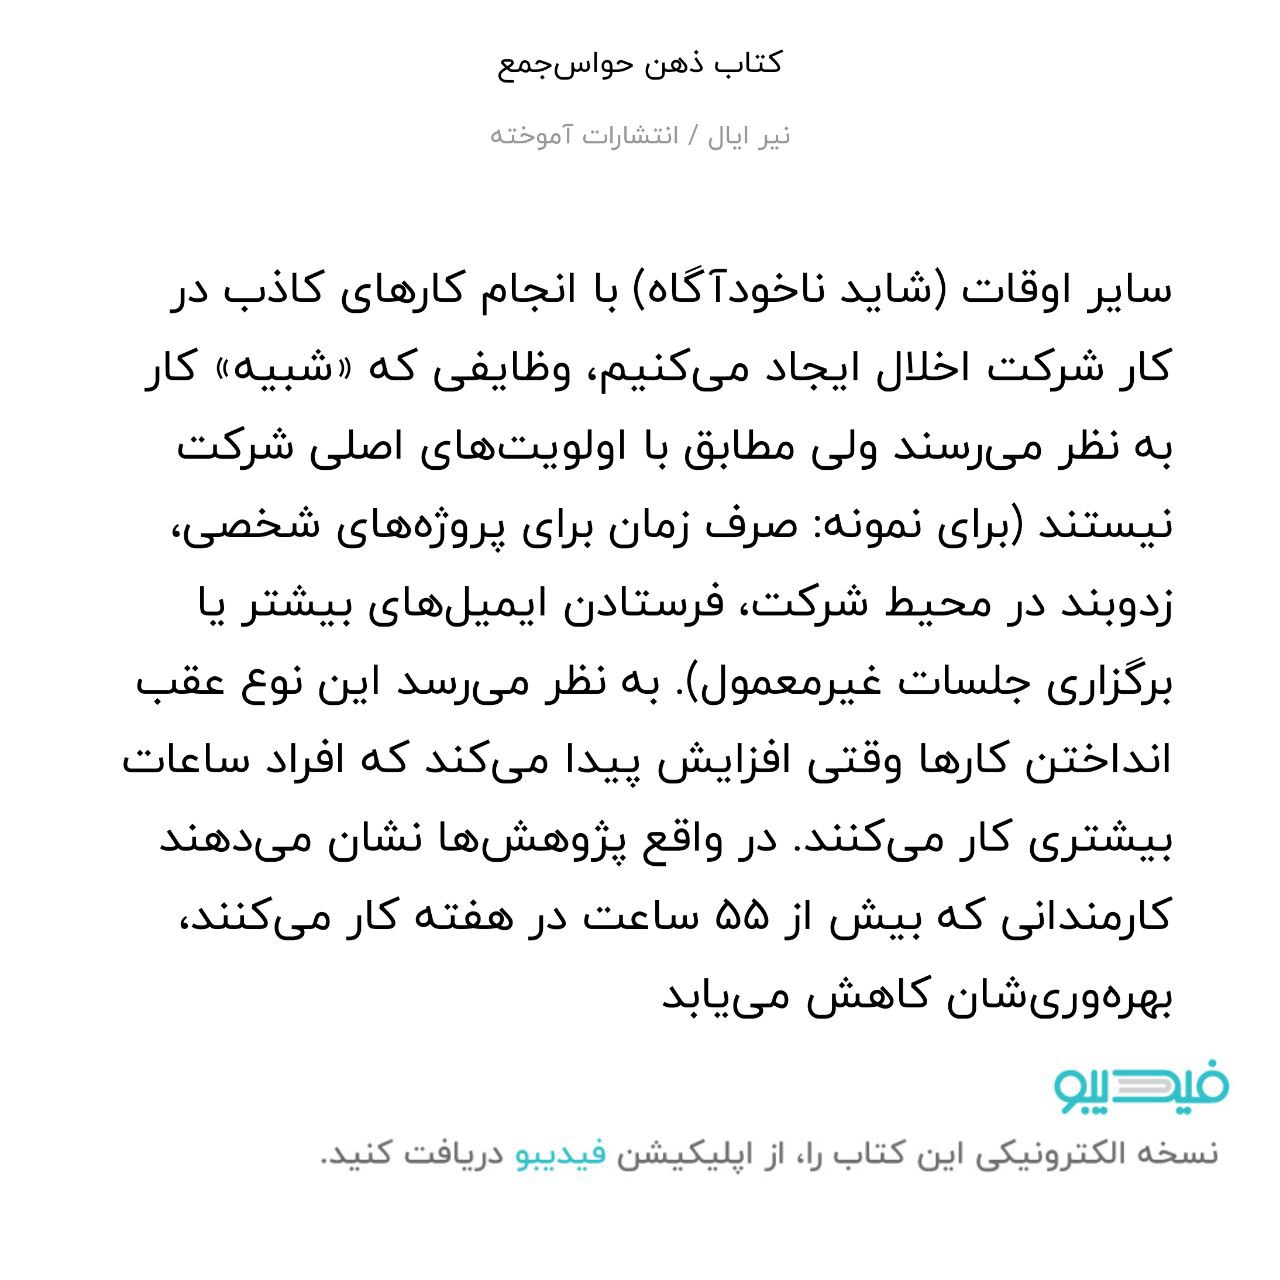 کتاب ذهن حواس‌جمع
نیر ایال / انتشارات آموخته
سایر اوقات (شاید ناخودآگاه) با انجام کارهای کاذب در
کار شرکت اخلال ایجاد می‌کنیم، وظایفی که «شبیه» کار
به نظر می‌رسند ولی مطابق با اولویت‌های اصلی شرکت
نیستند (برای نمونه: صرف زمان برای پروژه‌های شخصی،
زدوبند در محیط شرکت، فرستادن ایمیل‌های بیشتر یا
برگزاری جلسات غیرمعمول). به نظر می‌رسد این نوع عقب
انداختن کارها وقتی افزایش پیدا می‌کند که افراد ساعات
بیشتری کار می‌کنند. در واقع پژوهش‌ها نشان می‌دهند
کارمندانی که بیش از ۵۵ ساعت در هفته کار می‌کنند،
بهره‌وری‌شان کاهش می‌یابد
فیدیبو
نسخه الکترونیکی این کتاب را، از اپلیکیشن فیدیبو دریافت کنید.